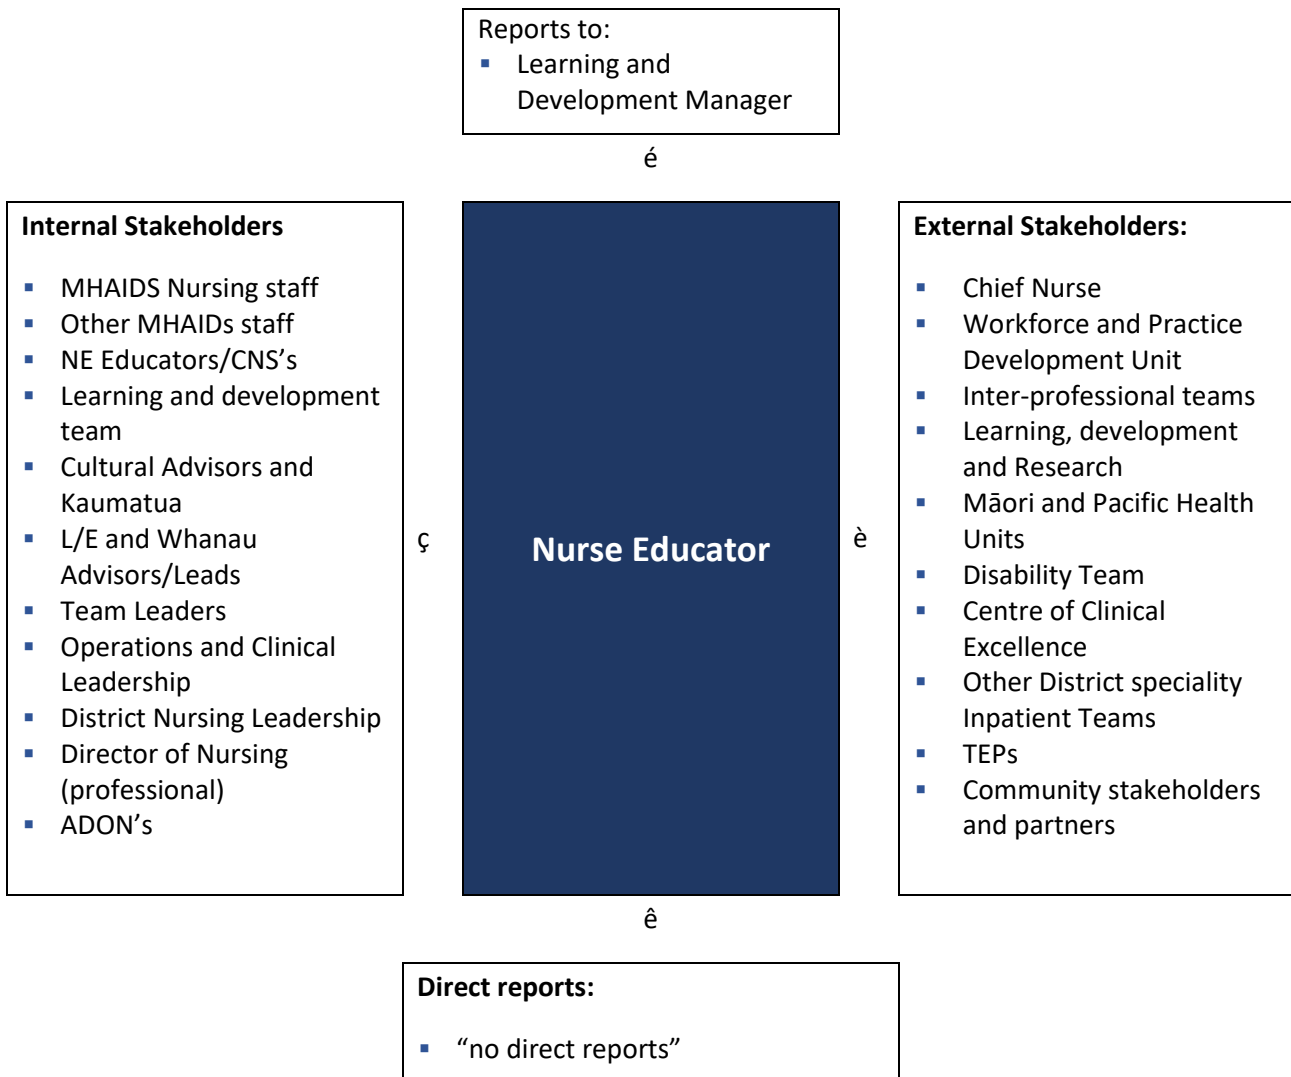 Reports to:
▪ Learning and
Development Manager
é
Internal Stakeholders
▪ MHAIDS Nursing staff
▪ Other MHAIDs staff
▪ NE Educators/CNS’s
▪ Learning and development
team
▪ Cultural Advisors and
Kaumatua
▪ L/E and Whanau
Advisors/Leads
▪ Team Leaders
▪ Operations and Clinical
Leadership
▪ District Nursing Leadership
▪ Director of Nursing
(professional)
▪ ADON’s
ç
Nurse Educator
è
External Stakeholders:
▪ Chief Nurse
▪ Workforce and Practice
Development Unit
▪ Inter-professional teams
▪ Learning, development
and Research
▪ Māori and Pacific Health
Units
▪ Disability Team
▪ Centre of Clinical
Excellence
▪ Other District speciality
Inpatient Teams
▪ TEPs
▪ Community stakeholders
and partners
ê
Direct reports:
▪ “no direct reports”